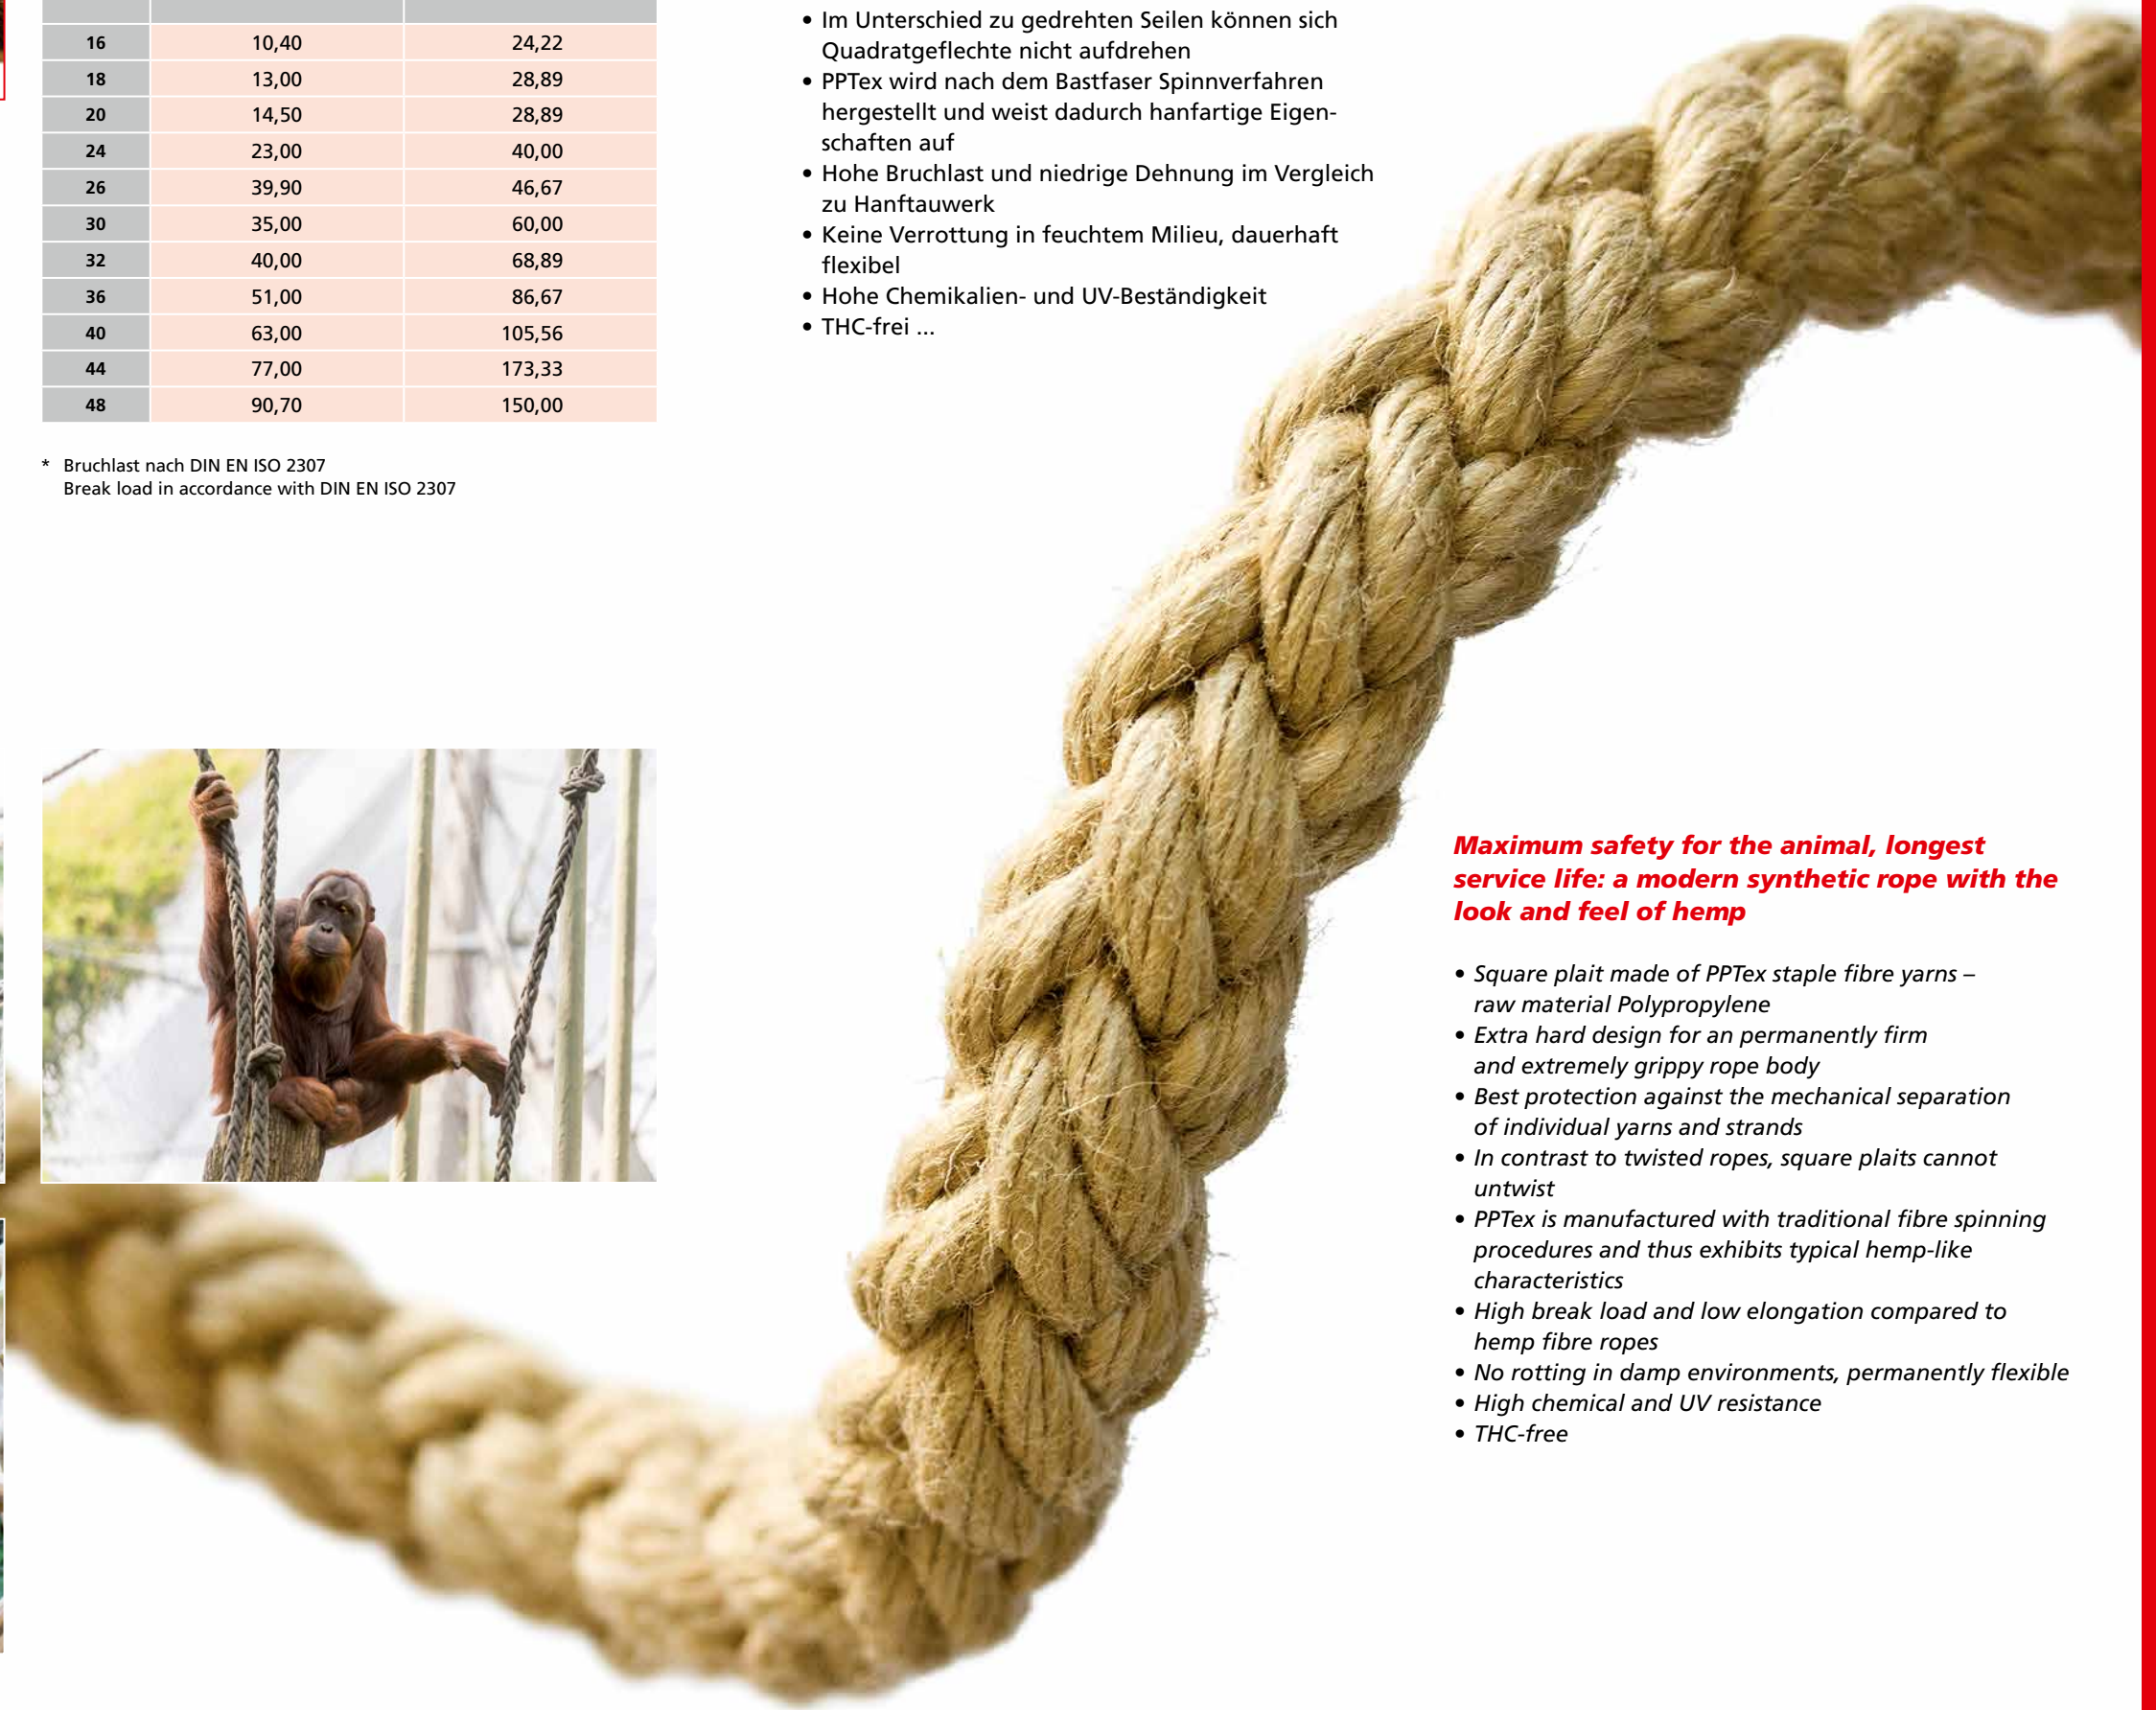 16 10,40 24,22
18 13,00 28,89
20 14,50 28,89
24 23,00 40,00
26 39,90 46,67
30 35,00 60,00
32 40,00 68,89
36 51,00 86,67
40 63,00 105,56
44 77,00 173,33
48 90,70 150,00
* Bruchlast nach DIN EN ISO 2307
Break load in accordance with DIN EN ISO 2307
• Im Unterschied zu gedrehten Seilen können sich
Quadratgeflechte nicht aufdrehen
• PPTex wird nach dem Bastfaser Spinnverfahren
hergestellt und weist dadurch hanfartige Eigen-
schaften auf
• Hohe Bruchlast und niedrige Dehnung im Vergleich
zu Hanftauwerk
• Keine Verrottung in feuchtem Milieu, dauerhaft
flexibel
• Hohe Chemikalien- und UV-Beständigkeit
• THC-frei ...
Maximum safety for the animal, longest
service life: a modern synthetic rope with the
look and feel of hemp
• Square plait made of PPTex staple fibre yarns –
raw material Polypropylene
• Extra hard design for an permanently firm
and extremely grippy rope body
• Best protection against the mechanical separation
of individual yarns and strands
• In contrast to twisted ropes, square plaits cannot
untwist
• PPTex is manufactured with traditional fibre spinning
procedures and thus exhibits typical hemp-like
characteristics
• High break load and low elongation compared to
hemp fibre ropes
• No rotting in damp environments, permanently flexible
• High chemical and UV resistance
• THC-free